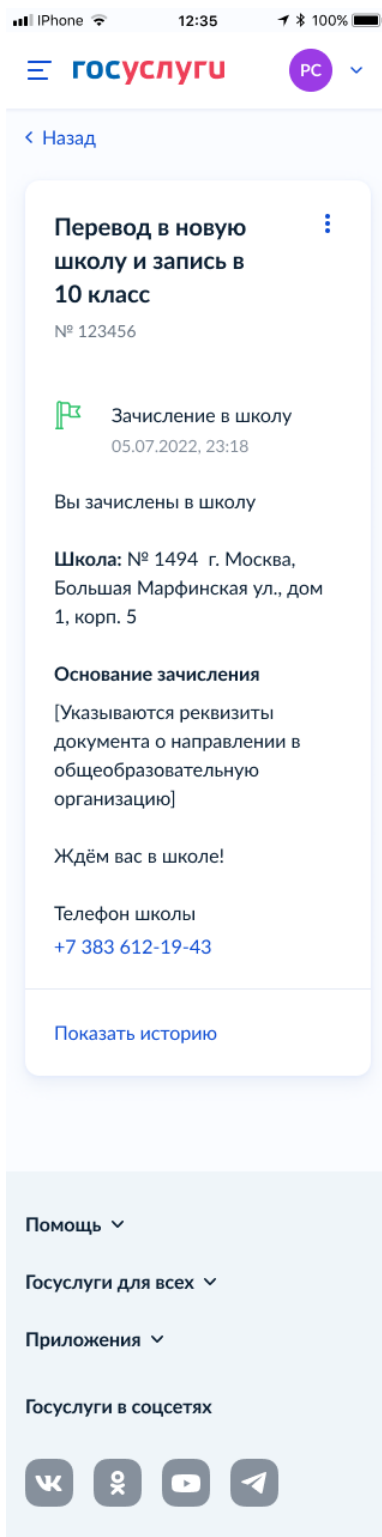 IPhone 12:35 100%
госуслуги РС
Назад
Перевод в новую
школу и запись в
10 класс
№ 123456
Зачисление в школу
05.07.2022, 23:18
Вы зачислены в школу
Школа: № 1494 г. Москва,
Большая Марфинская ул., дом
1, корп. 5
Основание зачисления
[Указываются реквизиты
документа о направлении в
общеобразовательную
организацию]
Ждём вас в школе!
Телефон школы
+7 383 612-19-43
Показать историю
Помощь
Госуслуги для всех
Приложения
Госуслуги в соцсетях